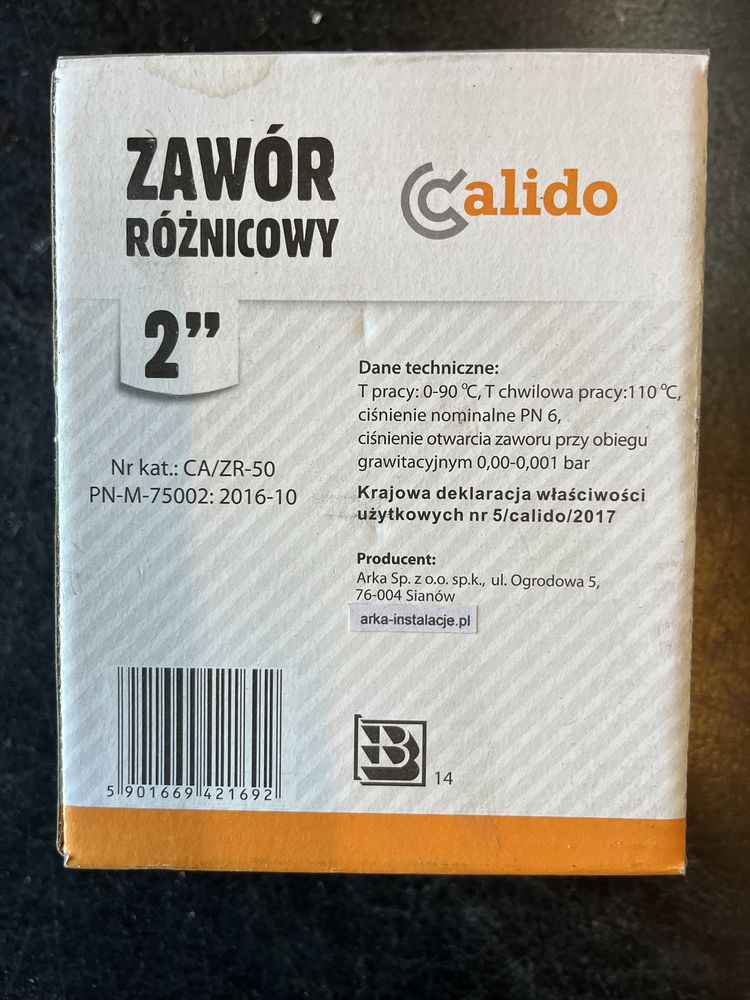 ZAWÓR
RÓŻNICOWY
Calido
2”
Nr kat.: CA/ZR-50
PN-M-75002: 2016-10
Dane techniczne:
T pracy: 0-90 °C, T chwilowa pracy:110 °C,
ciśnienie nominalne PN 6,
ciśnienie otwarcia zaworu przy obiegu
grawitacyjnym 0,00-0,001 bar
Krajowa deklaracja właściwości
użytkowych nr 5/calido/2017
Producent:
Arka Sp. z o.o. sp.k., ul. Ogrodowa 5,
76-004 Sianów
arka-instalacje.pl
5 901669 421692
B 14